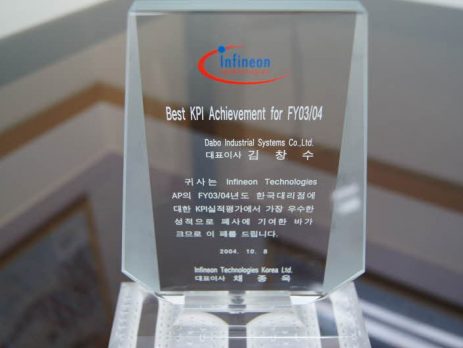 Infineon
technologies
Best KPI Achievement for FY03/04
Dabo Industrial Systems Co.,Ltd.
대표이사 김 창 수
귀사는 Infineon Technologies
AP의 FY03/04년도 한국대리점에
대한 KPI실적평가에서 가장 우수한
성적으로 폐사에 기여한 바가
크므로 이 패를 드립니다.
2004. 10. 8
Infineon Technologies Korea Ltd.
대표이사 채 종 욱